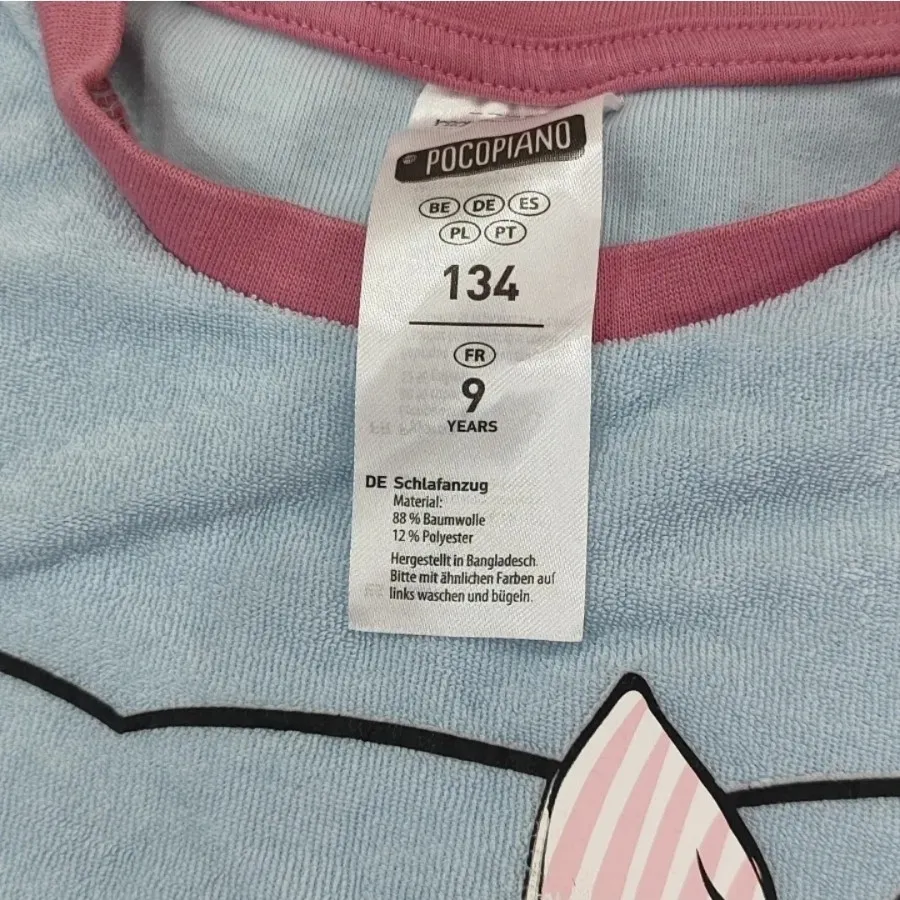 POCOPIANO
BE DE ES
PL PT
134
FR
9
YEARS
DE Schlafanzug
Material:
88 % Baumwolle
12 % Polyester
Hergestellt in Bangladesch.
Bitte mit ähnlichen Farben auf
links waschen und bügeln.